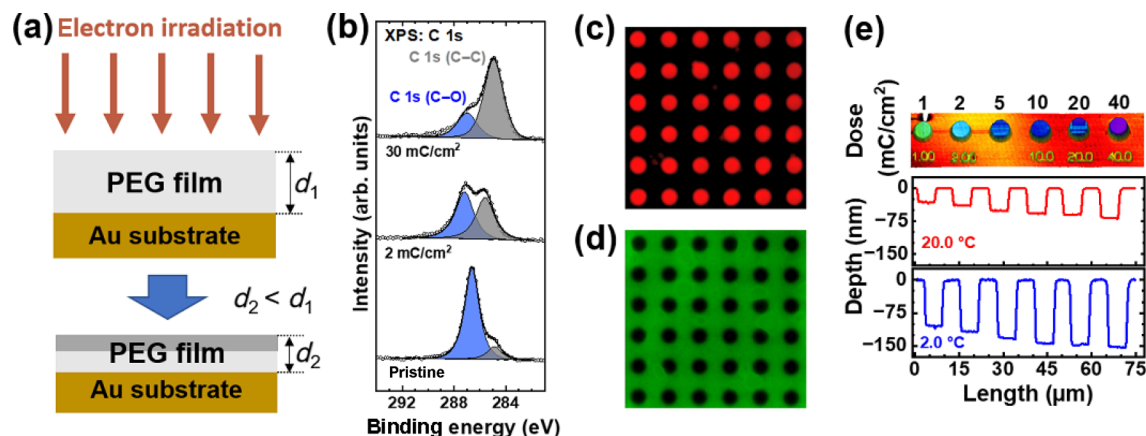 (a)
Electron irradiation
PEG film
d1
Au substrate
d2 < d1
PEG film
d2
Au substrate
(b)
XPS: C 1s
C 1s (C–C)
C 1s (C–O)
30 mC/cm²
2 mC/cm²
Pristine
Intensity (arb. units)
292 288 284
Binding energy (eV)
(c)
(d)
(e)
Dose
(mC/cm²)
1 2 5 10 20 40
1.00 2.00 10.0 20.0 40.0
0
−75
−150
20.0 °C
0
−75
−150
2.0 °C
Depth (nm)
0 15 30 45 60 75
Length (µm)